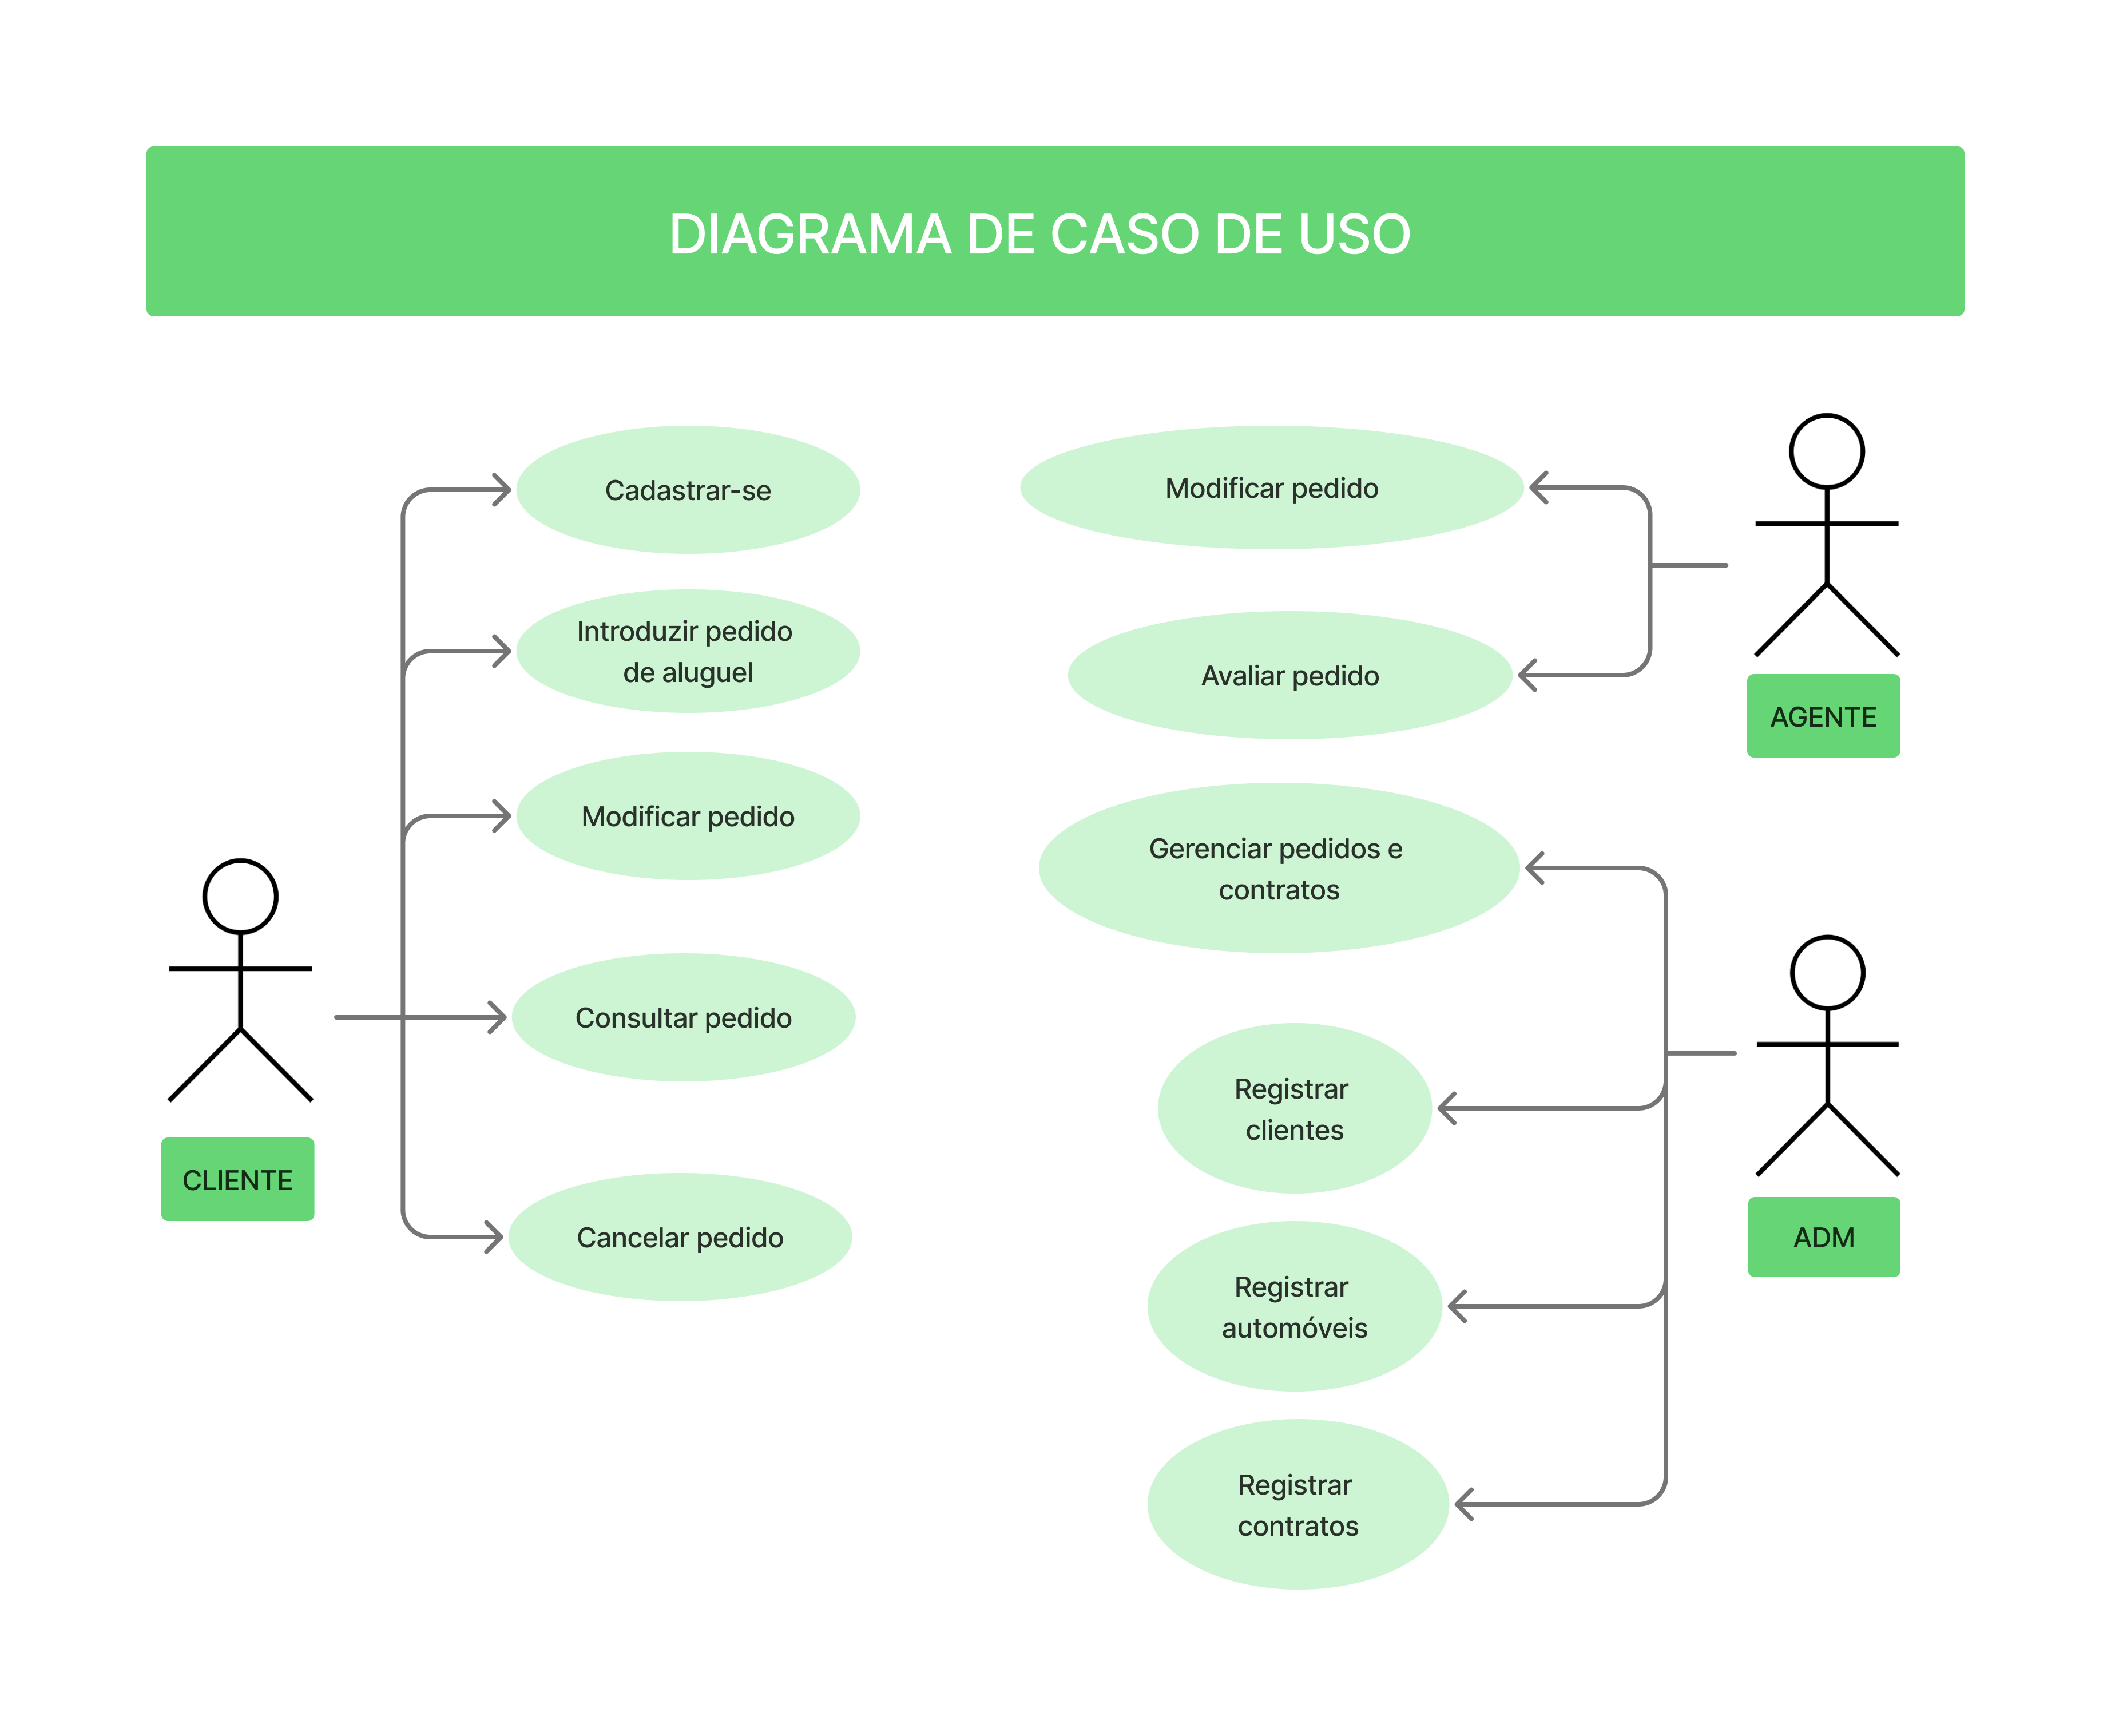 DIAGRAMA DE CASO DE USO
Cadastrar-se
Introduzir pedido
de aluguel
Modificar pedido
Consultar pedido
Cancelar pedido
CLIENTE
Modificar pedido
Avaliar pedido
AGENTE
Gerenciar pedidos e
contratos
Registrar
clientes
Registrar
automóveis
Registrar
contratos
ADM